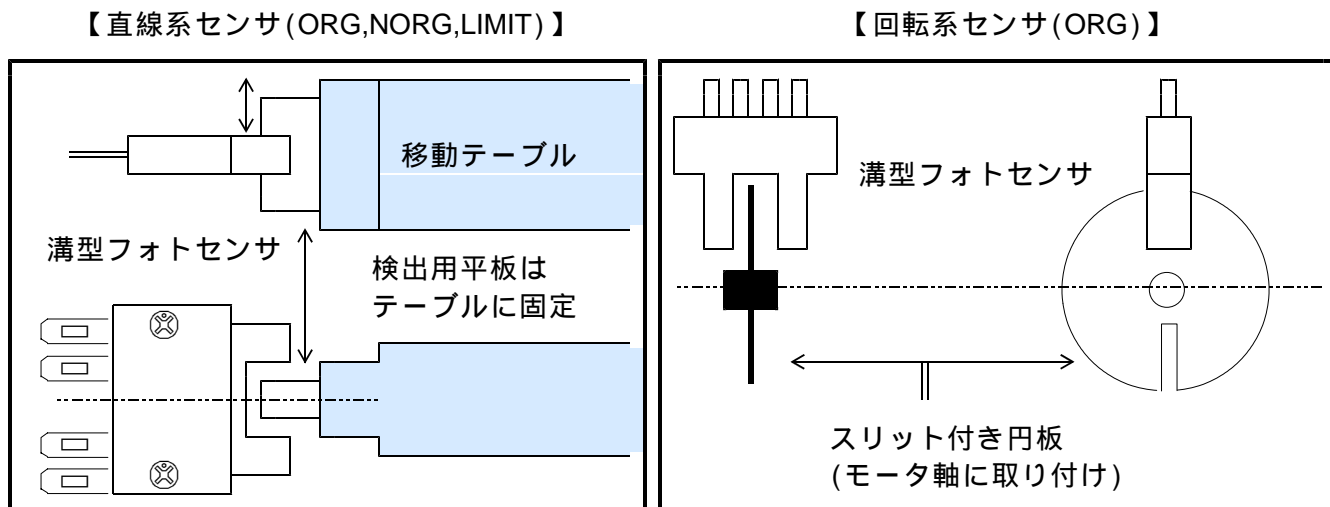 【直線系センサ(ORG,NORG,LIMIT)】
移動テーブル
溝型フォトセンサ
検出用平板は
テーブルに固定
【回転系センサ(ORG)】
溝型フォトセンサ
スリット付き円板
(モータ軸に取り付け)